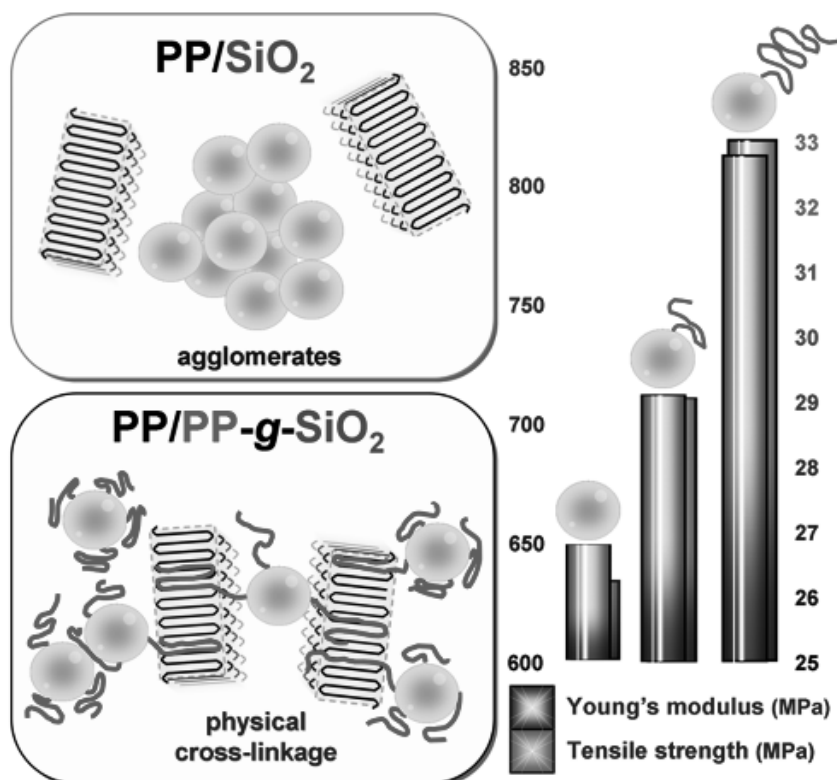 PP/SiO₂
agglomerates
PP/PP-g-SiO₂
physical
cross-linkage
850
800
750
700
650
600
33
32
31
30
29
28
27
26
25
Young's modulus (MPa)
Tensile strength (MPa)